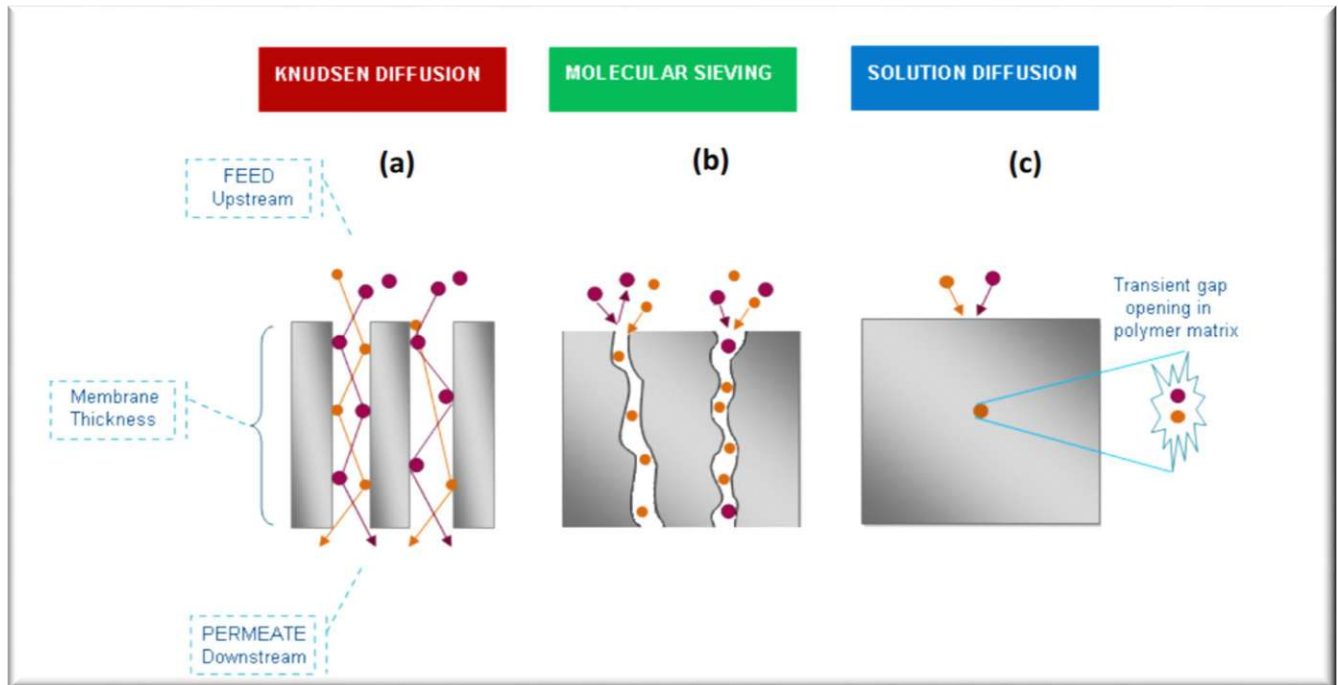 KNUDSEN DIFFUSION
MOLECULAR SIEVING
SOLUTION DIFFUSION
(a)
(b)
(c)
FEED
Upstream
Transient gap
opening in
polymer matrix
Membrane
Thickness
PERMEATE
Downstream